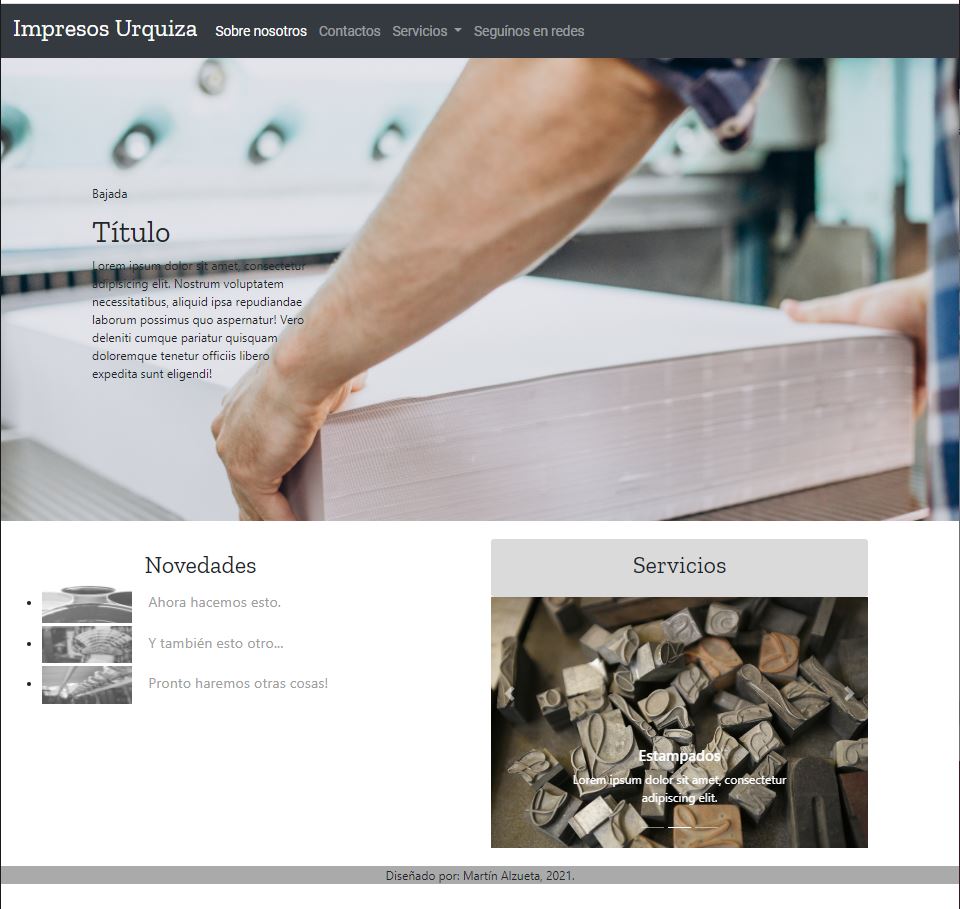 Impresos Urquiza
Sobre nosotros
Contactos
Servicios
Seguínos en redes
Bajada
Título
Lorem ipsum dolor sit amet, consectetur
adipisicing elit. Nostrum voluptatem
necessitatibus, aliquid ipsa repudiandae
laborum possimus quo aspernatur! Vero
deleniti cumque pariatur quisquam
doloremque tenetur officiis libero
expedita sunt eligendi!
Novedades
Ahora hacemos esto.
Y también esto otro...
Pronto haremos otras cosas!
Servicios
Estampados
Lorem ipsum dolor sit amet, consectetur
adipiscing elit.
Diseñado por: Martín Alzueta, 2021.